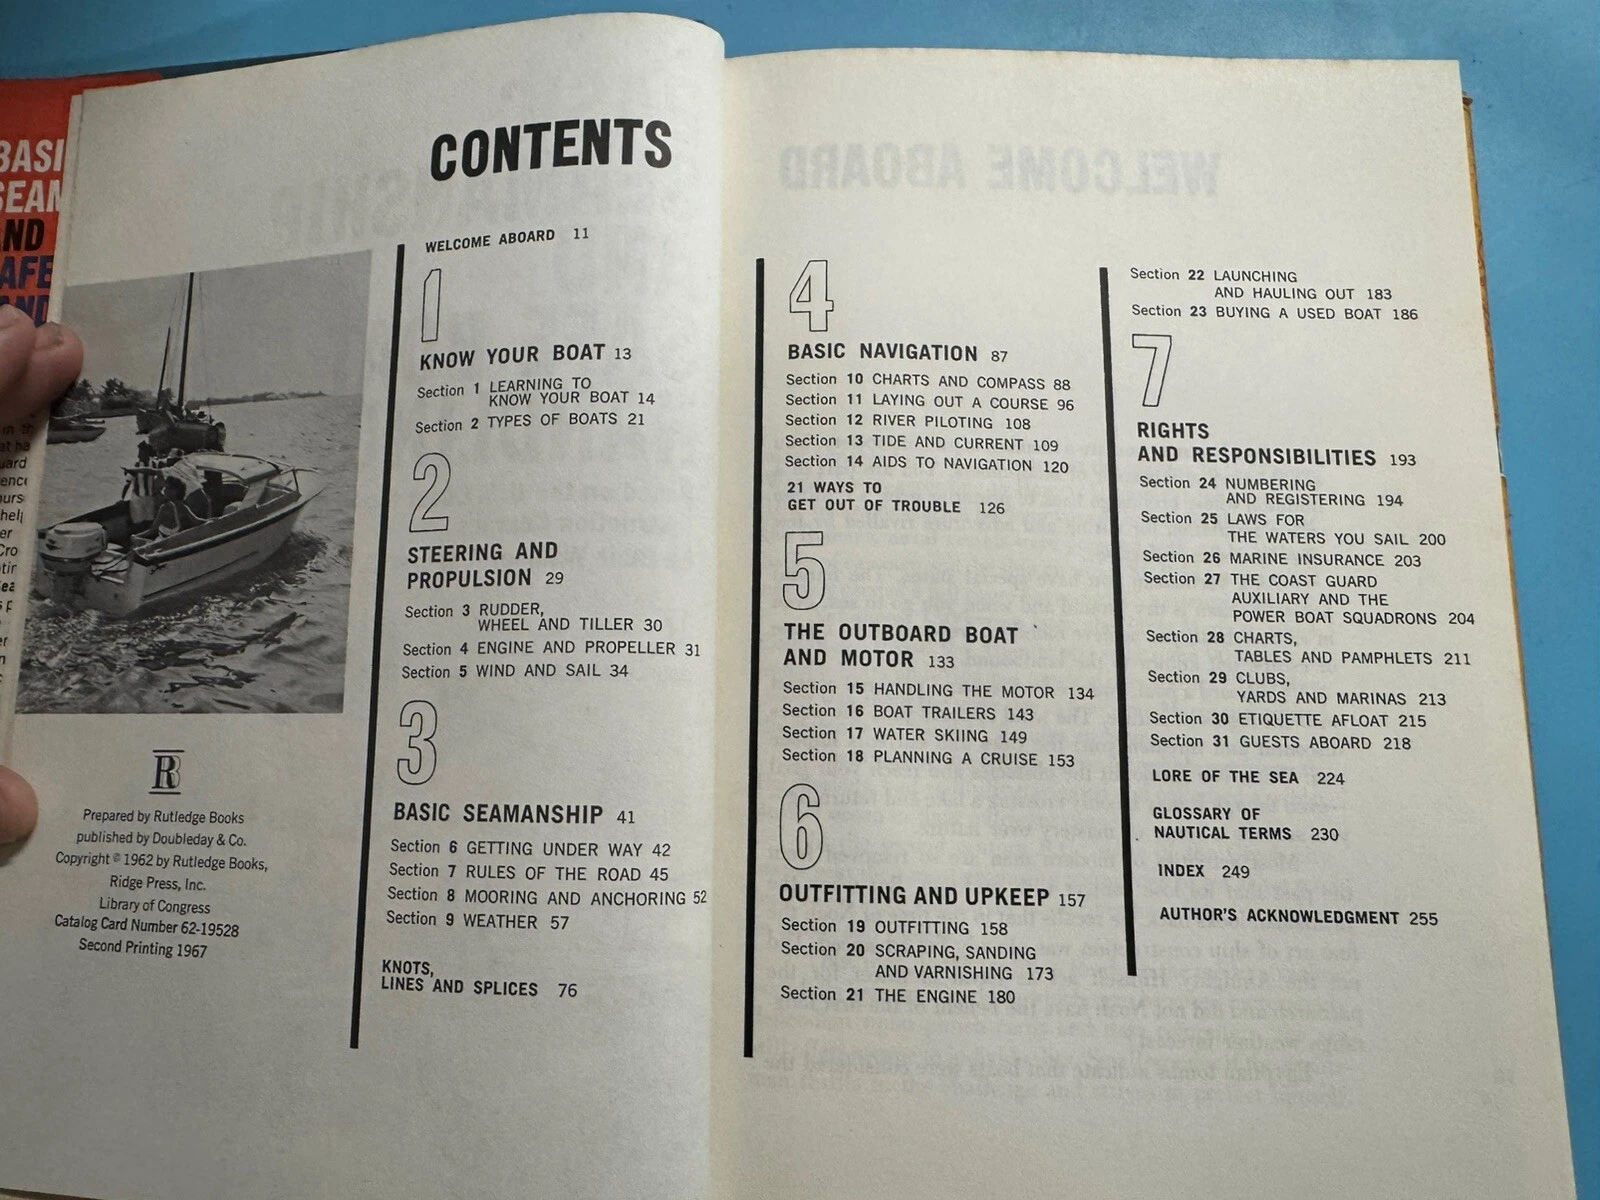 BASI
SEAM
AND
AFE
AND
CONTENTS
WELCOME ABOARD 11
1
KNOW YOUR BOAT 13
Section 1 LEARNING TO
KNOW YOUR BOAT 14
Section 2 TYPES OF BOATS 21
2
STEERING AND
PROPULSION 29
Section 3 RUDDER,
WHEEL AND TILLER 30
Section 4 ENGINE AND PROPELLER 31
Section 5 WIND AND SAIL 34
3
BASIC SEAMANSHIP 41
Section 6 GETTING UNDER WAY 42
Section 7 RULES OF THE ROAD 45
Section 8 MOORING AND ANCHORING 52
Section 9 WEATHER 57
KNOTS,
LINES AND SPLICES 76
RB
Prepared by Rutledge Books
published by Doubleday & Co.
Copyright © 1962 by Rutledge Books,
Ridge Press, Inc.
Library of Congress
Catalog Card Number 62-19528
Second Printing 1967
4
BASIC NAVIGATION 87
Section 10 CHARTS AND COMPASS 88
Section 11 LAYING OUT A COURSE 96
Section 12 RIVER PILOTING 108
Section 13 TIDE AND CURRENT 109
Section 14 AIDS TO NAVIGATION 120
21 WAYS TO
GET OUT OF TROUBLE 126
5
THE OUTBOARD BOAT
AND MOTOR 133
Section 15 HANDLING THE MOTOR 134
Section 16 BOAT TRAILERS 143
Section 17 WATER SKIING 149
Section 18 PLANNING A CRUISE 153
6
OUTFITTING AND UPKEEP 157
Section 19 OUTFITTING 158
Section 20 SCRAPING, SANDING
AND VARNISHING 173
Section 21 THE ENGINE 180
Section 22 LAUNCHING
AND HAULING OUT 183
Section 23 BUYING A USED BOAT 186
7
RIGHTS
AND RESPONSIBILITIES 193
Section 24 NUMBERING
AND REGISTERING 194
Section 25 LAWS FOR
THE WATERS YOU SAIL 200
Section 26 MARINE INSURANCE 203
Section 27 THE COAST GUARD
AUXILIARY AND THE
POWER BOAT SQUADRONS 204
Section 28 CHARTS,
TABLES AND PAMPHLETS 211
Section 29 CLUBS,
YARDS AND MARINAS 213
Section 30 ETIQUETTE AFLOAT 215
Section 31 GUESTS ABOARD 218
LORE OF THE SEA 224
GLOSSARY OF
NAUTICAL TERMS 230
INDEX 249
AUTHOR'S ACKNOWLEDGMENT 255